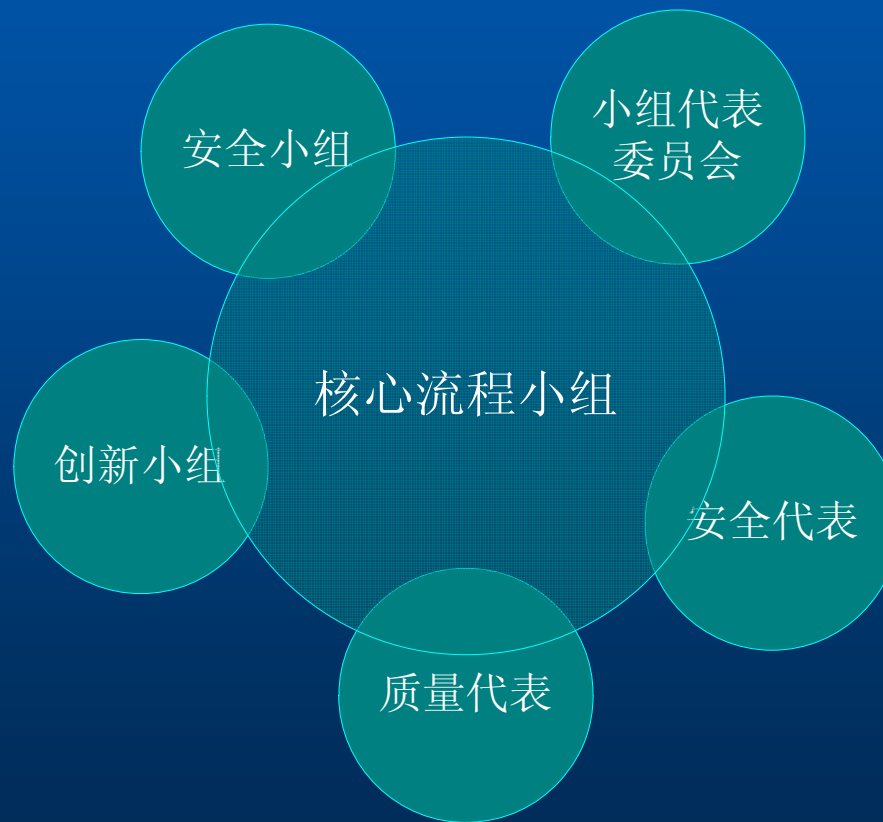 小组代表
委员会
安全小组
核心流程小组
创新小组
安全代表
质量代表